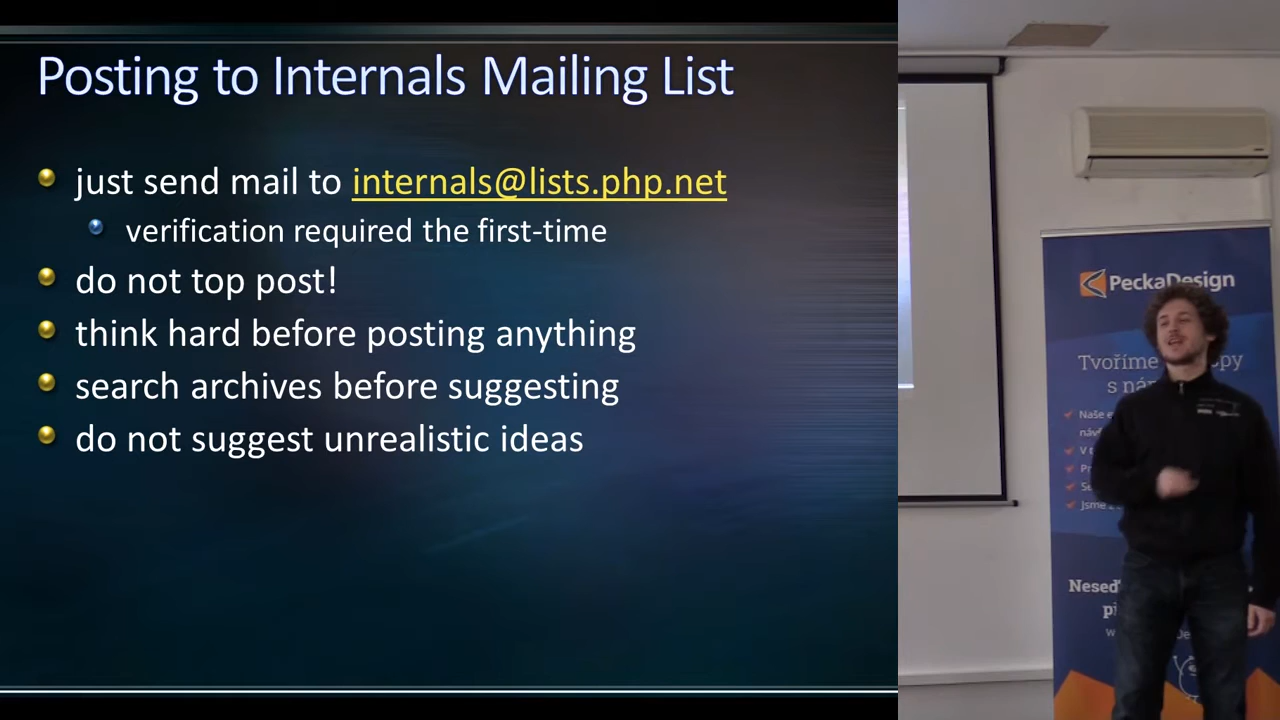 Posting to Internals Mailing List
just send mail to internals@lists.php.net
verification required the first-time
do not top post!
think hard before posting anything
search archives before suggesting
do not suggest unrealistic ideas
PeckaDesign
Tvoříme
s
Naše
V
Jsme
Neseď